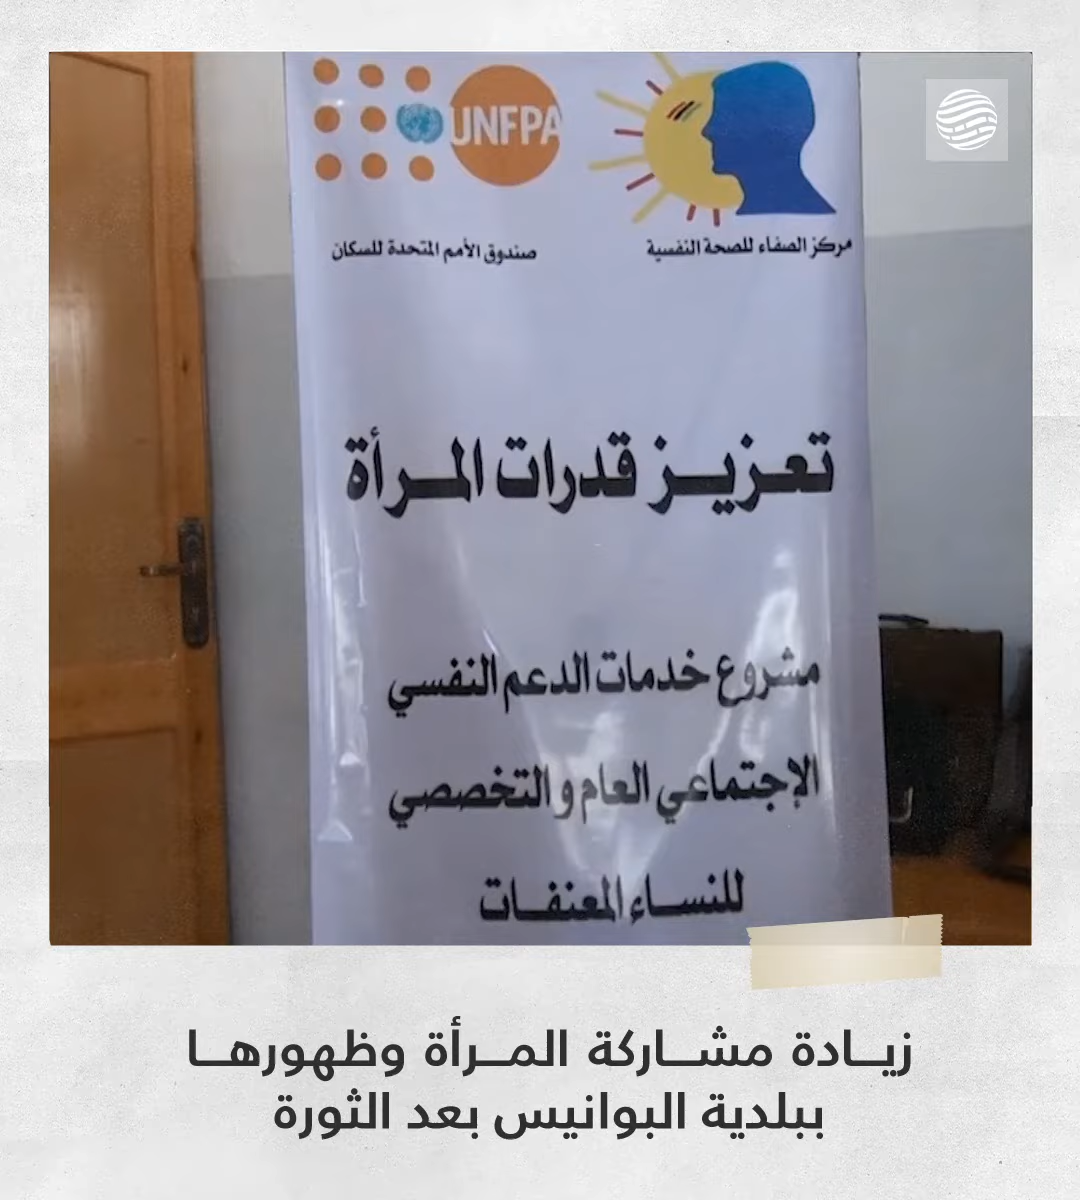 UNFPA
مركز الصفاء للصحة النفسية
صندوق الأمم المتحدة للسكان
تعزيز قدرات المرأة
مشروع خدمات الدعم النفسي
الإجتماعي العام والتخصصي
للنساء المعنفات
زيادة مشاركة المرأة وظهورها
ببلدية البوانيس بعد الثورة